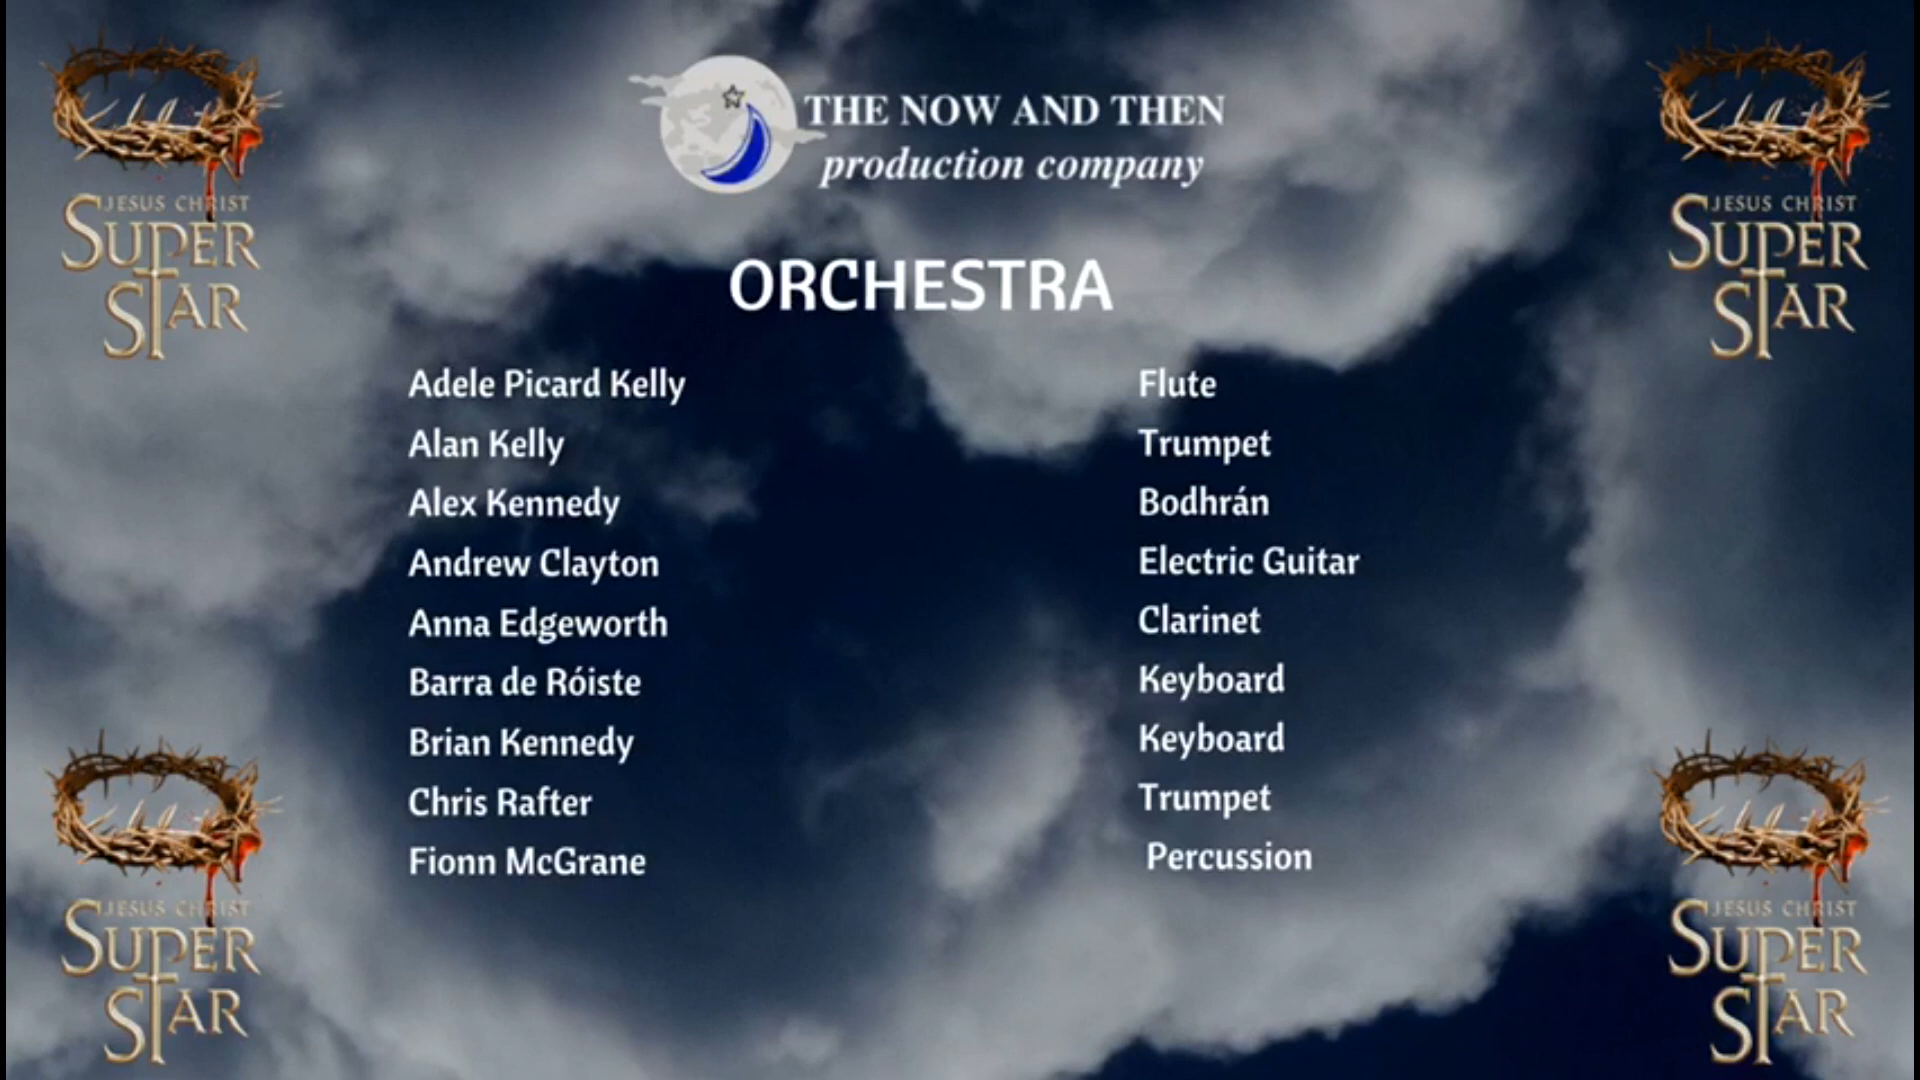 JESUS CHRIST
SUPER
STAR
THE NOW AND THEN
production company
JESUS CHRIST
SUPER
STAR
ORCHESTRA
Adele Picard Kelly Flute
Alan Kelly Trumpet
Alex Kennedy Bodhrán
Andrew Clayton Electric Guitar
Anna Edgeworth Clarinet
Barra de Róiste Keyboard
Brian Kennedy Keyboard
Chris Rafter Trumpet
Fionn McGrane Percussion
JESUS CHRIST
SUPER
STAR
JESUS CHRIST
SUPER
STAR